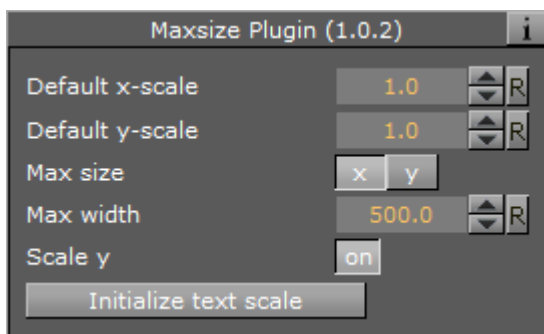 Maxsize Plugin (1.0.2) i
Default x-scale 1.0 R
Default y-scale 1.0 R
Max size x y
Max width 500.0 R
Scale y on
Initialize text scale